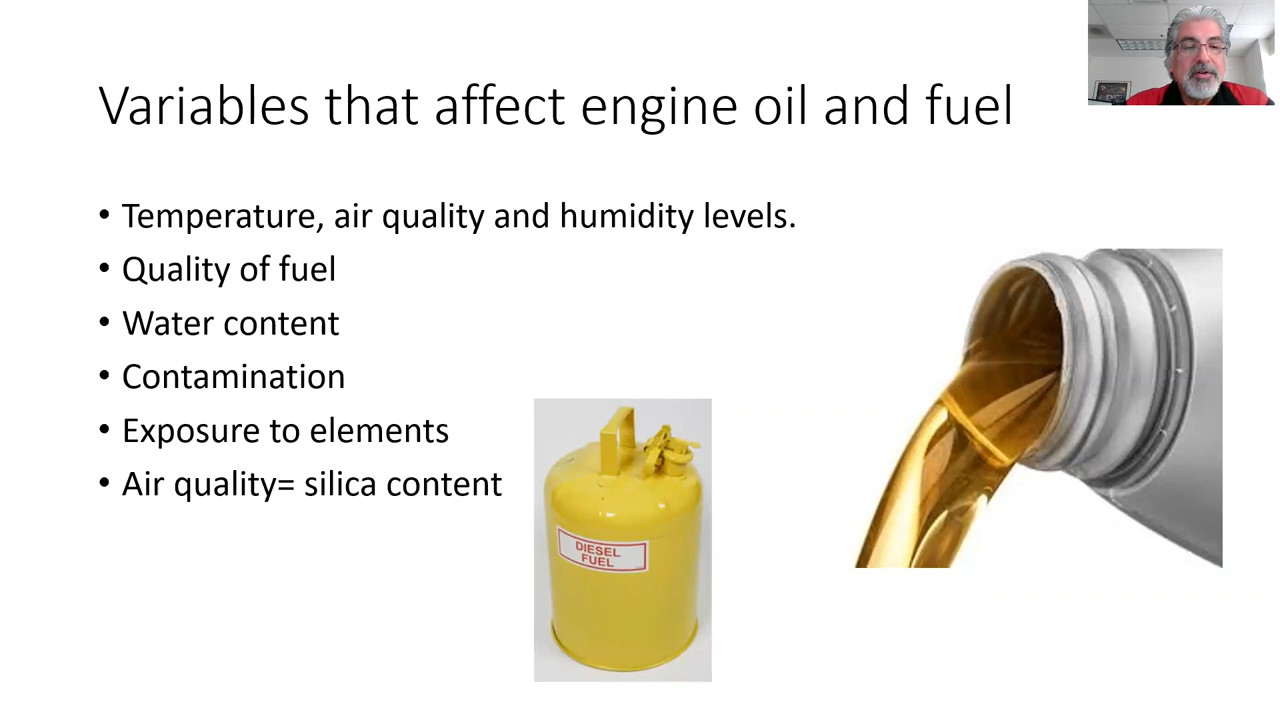 Variables that affect engine oil and fuel
• Temperature, air quality and humidity levels.
• Quality of fuel
• Water content
• Contamination
• Exposure to elements
• Air quality= silica content
DIESEL
FUEL